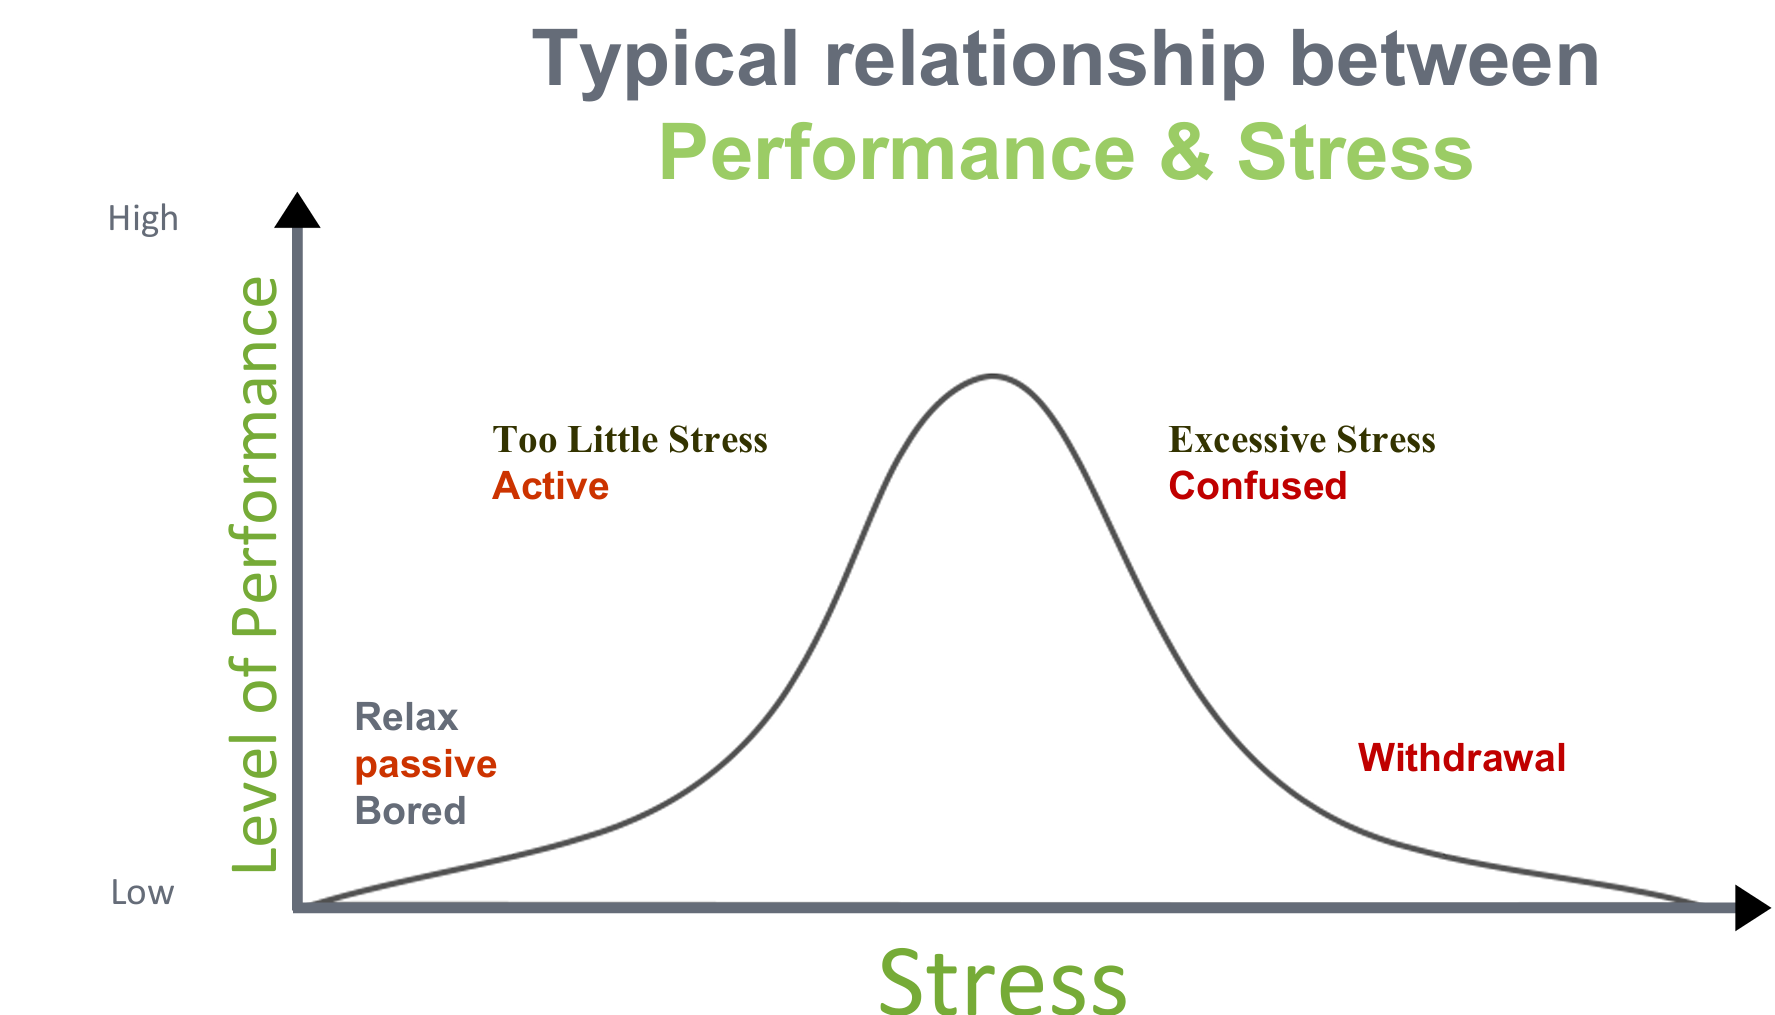 Typical relationship between
Performance & Stress
High
Level of Performance
Too Little Stress
Active
Excessive Stress
Confused
Relax
passive
Bored
Withdrawal
Low
Stress